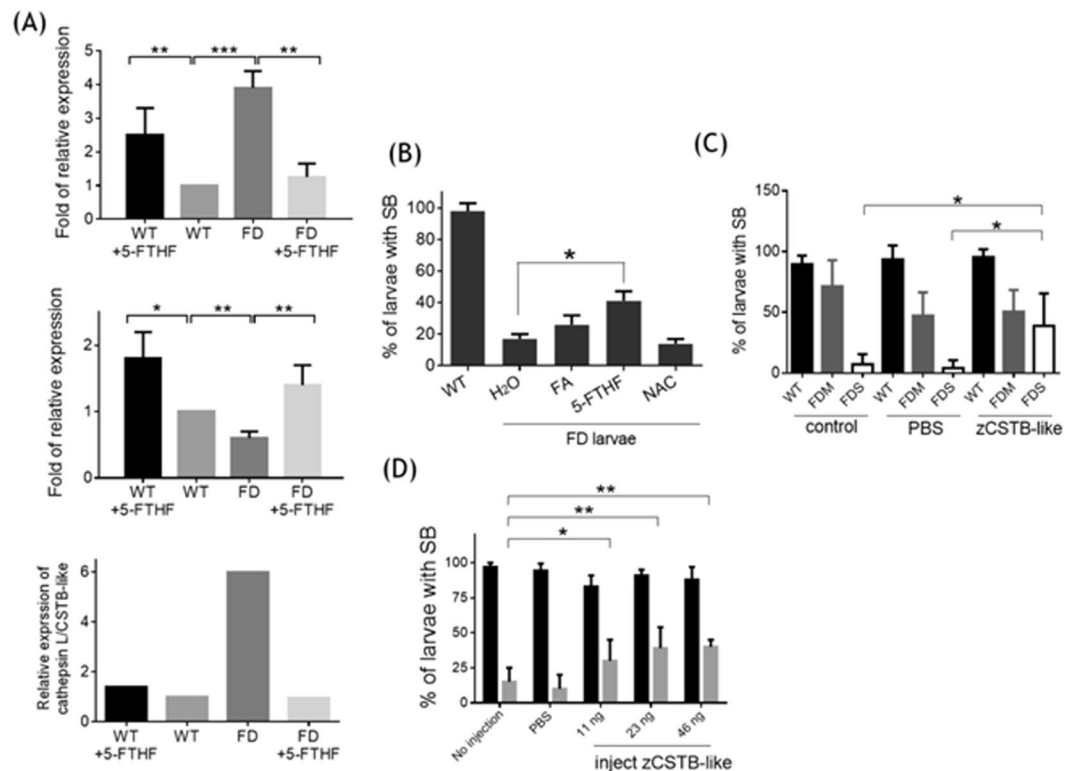 (A)
Fold of relative expression
5
4
3
2
1
0
** *** **
WT +5-FTHF
WT
FD
FD +5-FTHF
Fold of relative expression
2
1
0
* ** **
WT +5-FTHF
WT
FD
FD +5-FTHF
Relative exprssion of
cathepsin L/CSTB-like
6
4
2
0
WT +5-FTHF
WT
FD
FD +5-FTHF
(B)
% of larvae with SB
100
80
60
40
20
0
*
WT
H2O
FA
5-FTHF
NAC
FD larvae
(C)
% of larvae with SB
150
100
50
0
*
*
WT FDM FDS WT FDM FDS WT FDM FDS
control PBS zCSTB-like
(D)
% of larvae with SB
100
75
50
25
0
**
**
*
No injection PBS 11 ng 23 ng 46 ng
inject zCSTB-like